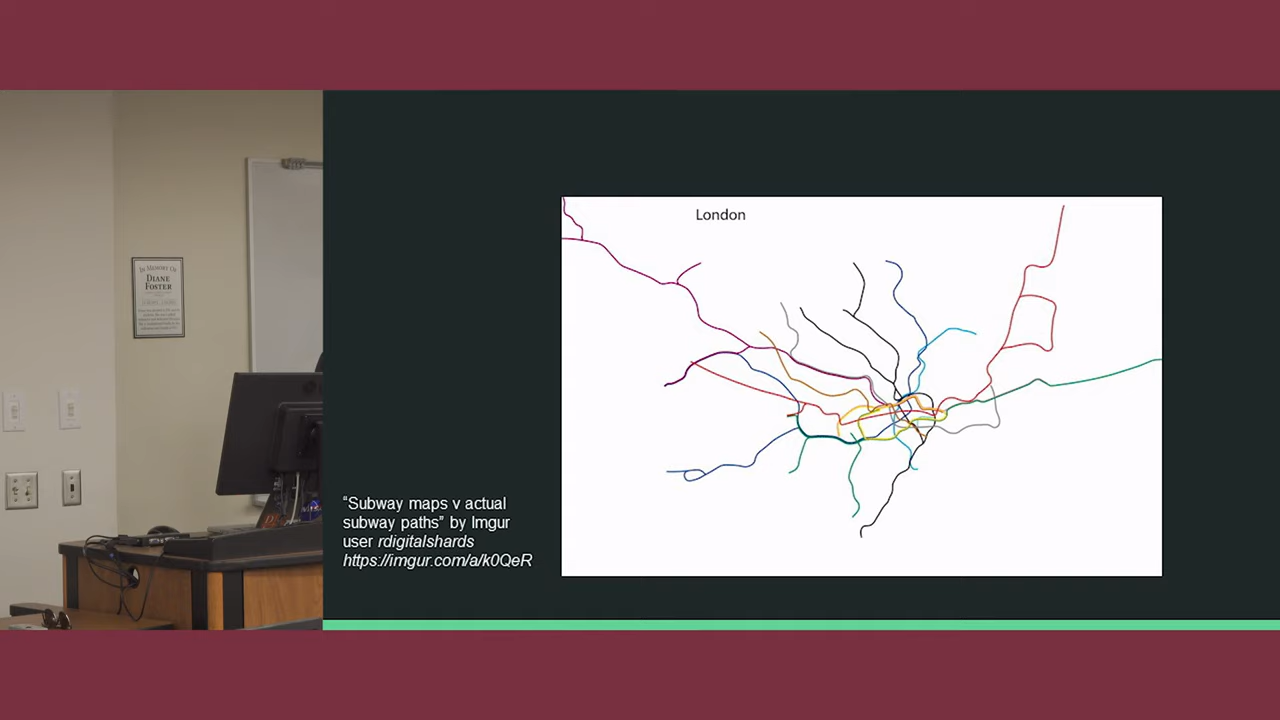 IN MEMORY OF
DIANE
FOSTER
London
“Subway maps v actual
subway paths” by Imgur
user rdigitalshards
https://imgur.com/a/k0QeR